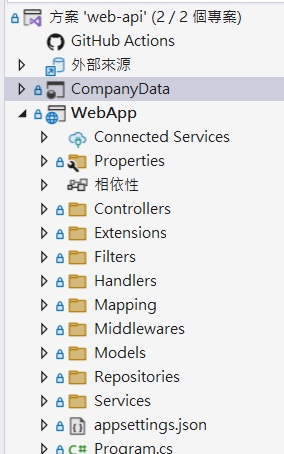 方案 'web-api' (2 / 2 個專案)
GitHub Actions
外部來源
CompanyData
WebApp
Connected Services
Properties
相依性
Controllers
Extensions
Filters
Handlers
Mapping
Middlewares
Models
Repositories
Services
appsettings.json
C# Program.cs